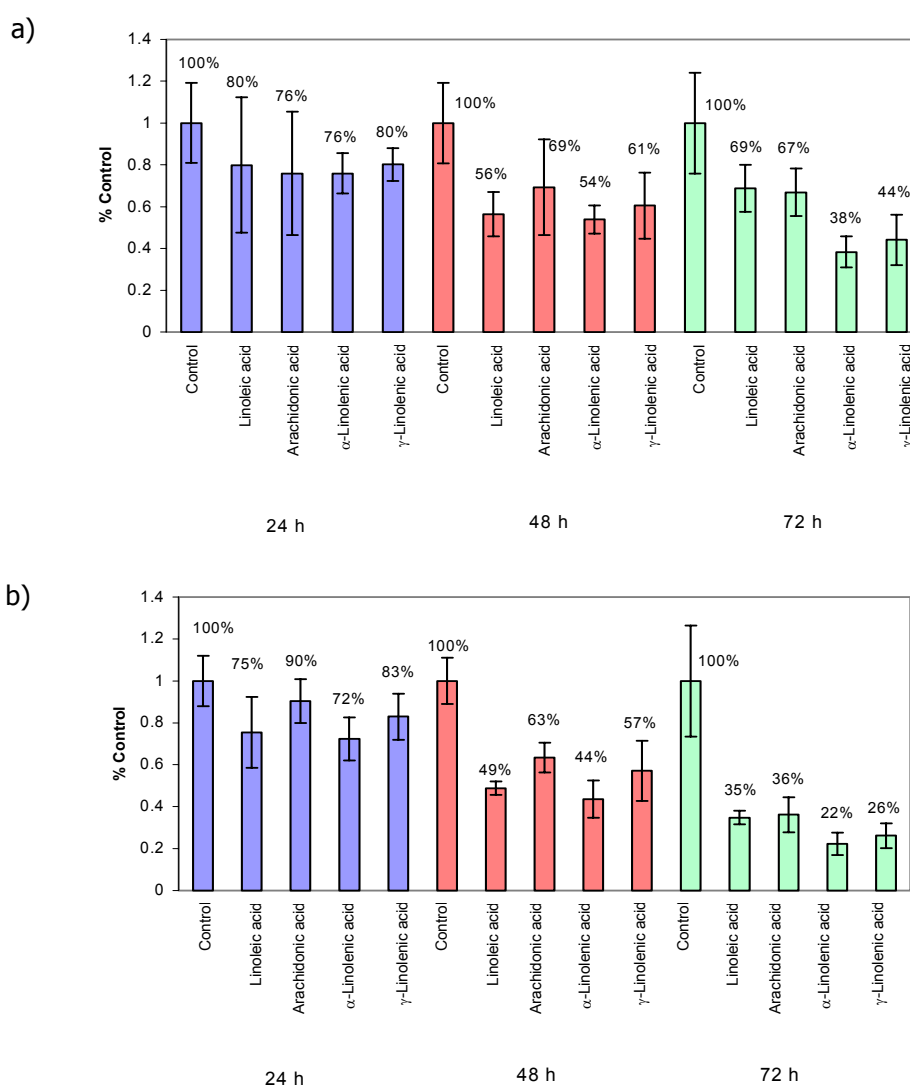 a)
1.4
1.2
1
0.8
0.6
0.4
0.2
0
% Control
100%
80%
76%
76%
80%
100%
56%
69%
54%
61%
100%
69%
67%
38%
44%
Control
Linoleic acid
Arachidonic acid
α-Linolenic acid
γ-Linolenic acid
Control
Linoleic acid
Arachidonic acid
α-Linolenic acid
γ-Linolenic acid
Control
Linoleic acid
Arachidonic acid
α-Linolenic acid
γ-Linolenic acid
24 h
48 h
72 h
b)
1.4
1.2
1
0.8
0.6
0.4
0.2
0
% Control
100%
75%
90%
72%
83%
100%
49%
63%
44%
57%
100%
35%
36%
22%
26%
Control
Linoleic acid
Arachidonic acid
α-Linolenic acid
γ-Linolenic acid
Control
Linoleic acid
Arachidonic acid
α-Linolenic acid
γ-Linolenic acid
Control
Linoleic acid
Arachidonic acid
α-Linolenic acid
γ-Linolenic acid
24 h
48 h
72 h